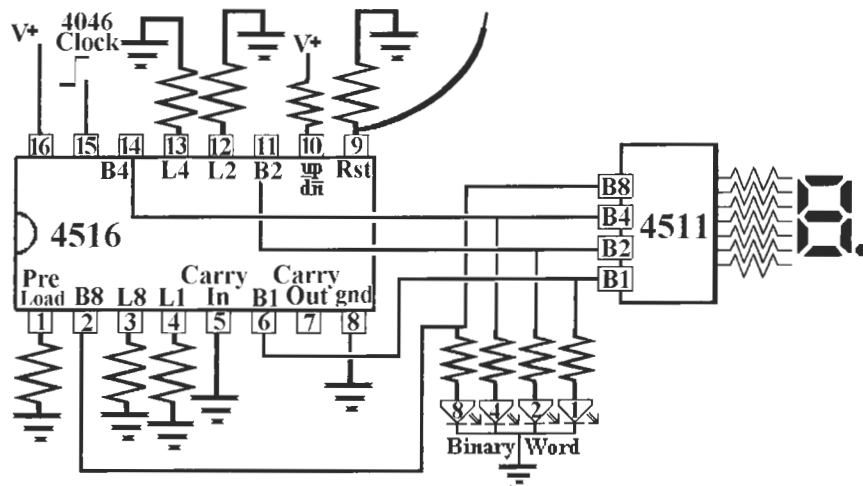 4046
V+ Clock V+
16 15 14 13 12 11 10 9
B4 L4 L2 B2 up Rst
dn
4516
4511
B8
B4
B2
B1
Pre Carry Carry
Load B8 L8 L1 In B1 Out gnd
1 2 3 4 5 6 7 8
8 4 2 1
Binary Word